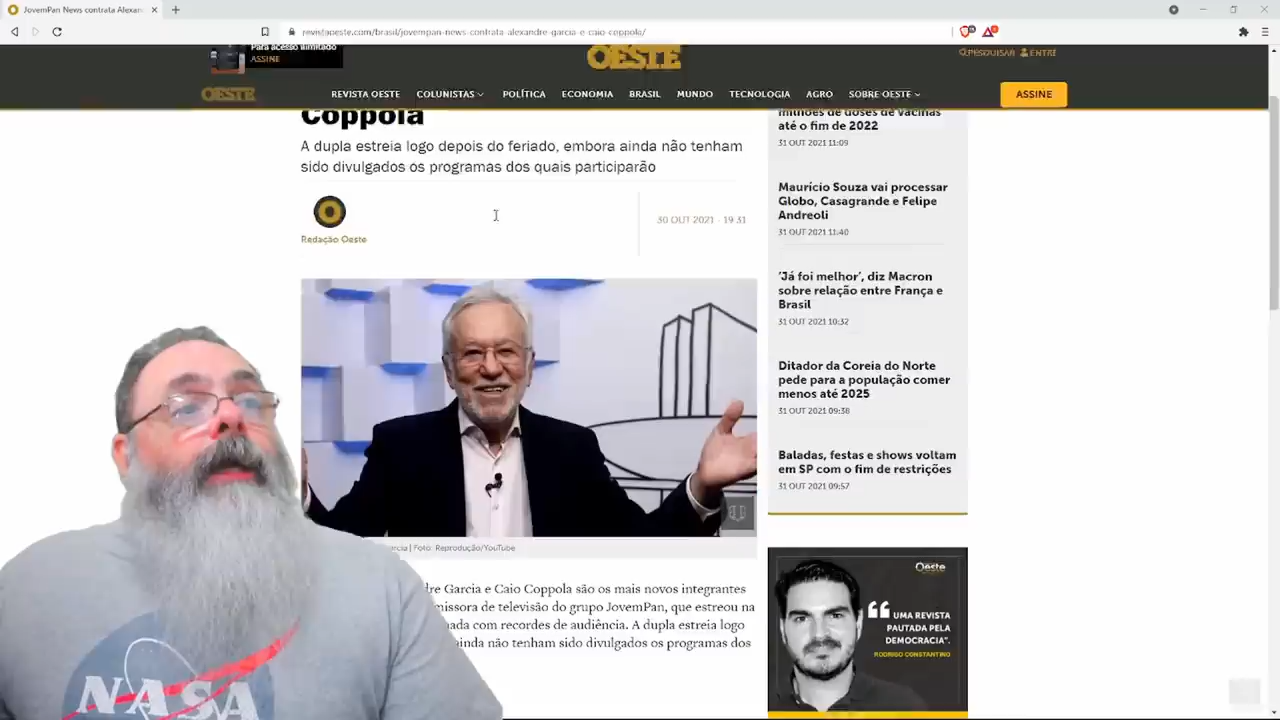 JovemPan News contrata Alexan
revistaoeste.com/brasil/jovempan-news-contrata-alexandre-garcia-e-caio-coppola/
Para acesso ilimitado
ASSINE
OESTE
PESQUISAR
ENTRE
OESTE
REVISTA OESTE
COLUNISTAS
POLÍTICA
ECONOMIA
BRASIL
MUNDO
TECNOLOGIA
AGRO
SOBRE OESTE
ASSINE
Coppola
A dupla estreia logo depois do feriado, embora ainda não tenham
sido divulgados os programas dos quais participarão
Redação Oeste
30 OUT 2021 - 19:31
rcia | Foto: Reprodução/YouTube
dre Garcia e Caio Coppola são os mais novos integrantes
missora de televisão do grupo JovemPan, que estreou na
nada com recordes de audiência. A dupla estreia logo
ainda não tenham sido divulgados os programas dos
milhões de doses de vacinas
até o fim de 2022
31 OUT 2021 11:09
Maurício Souza vai processar
Globo, Casagrande e Felipe
Andreoli
31 OUT 2021 11:40
'Já foi melhor', diz Macron
sobre relação entre França e
Brasil
31 OUT 2021 10:32
Ditador da Coreia do Norte
pede para a população comer
menos até 2025
31 OUT 2021 09:38
Baladas, festas e shows voltam
em SP com o fim de restrições
31 OUT 2021 09:57
Oeste
“UMA REVISTA
PAUTADA PELA
DEMOCRACIA”.
RODRIGO CONSTANTINO
NASA